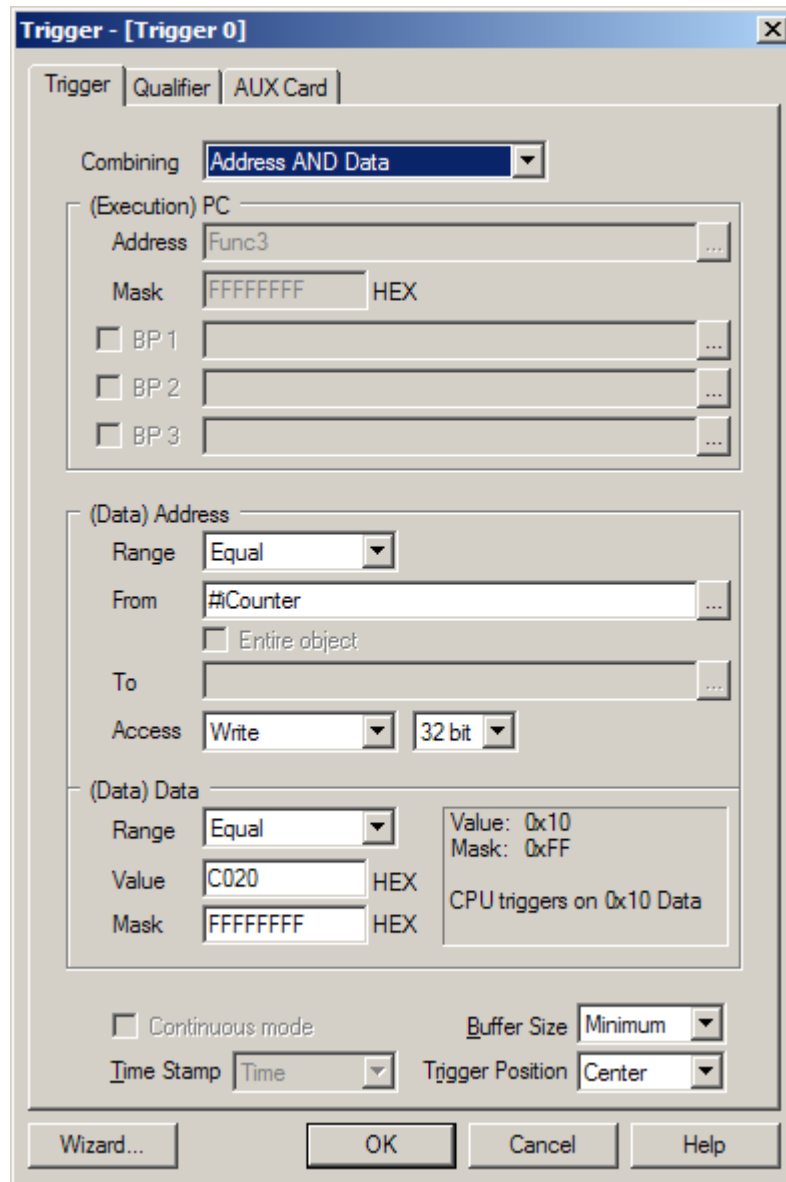 Trigger - [Trigger 0]
Trigger Qualifier AUX Card
Combining Address AND Data
(Execution) PC
Address Func3 ...
Mask FFFFFFFF HEX
BP 1 ...
BP 2 ...
BP 3 ...
(Data) Address
Range Equal
From #iCounter ...
Entire object
To ...
Access Write 32 bit
(Data) Data
Range Equal
Value C020 HEX
Mask FFFFFFFF HEX
Value: 0x10
Mask: 0xFF
CPU triggers on 0x10 Data
Continuous mode Buffer Size Minimum
Time Stamp Time Trigger Position Center
Wizard... OK Cancel Help